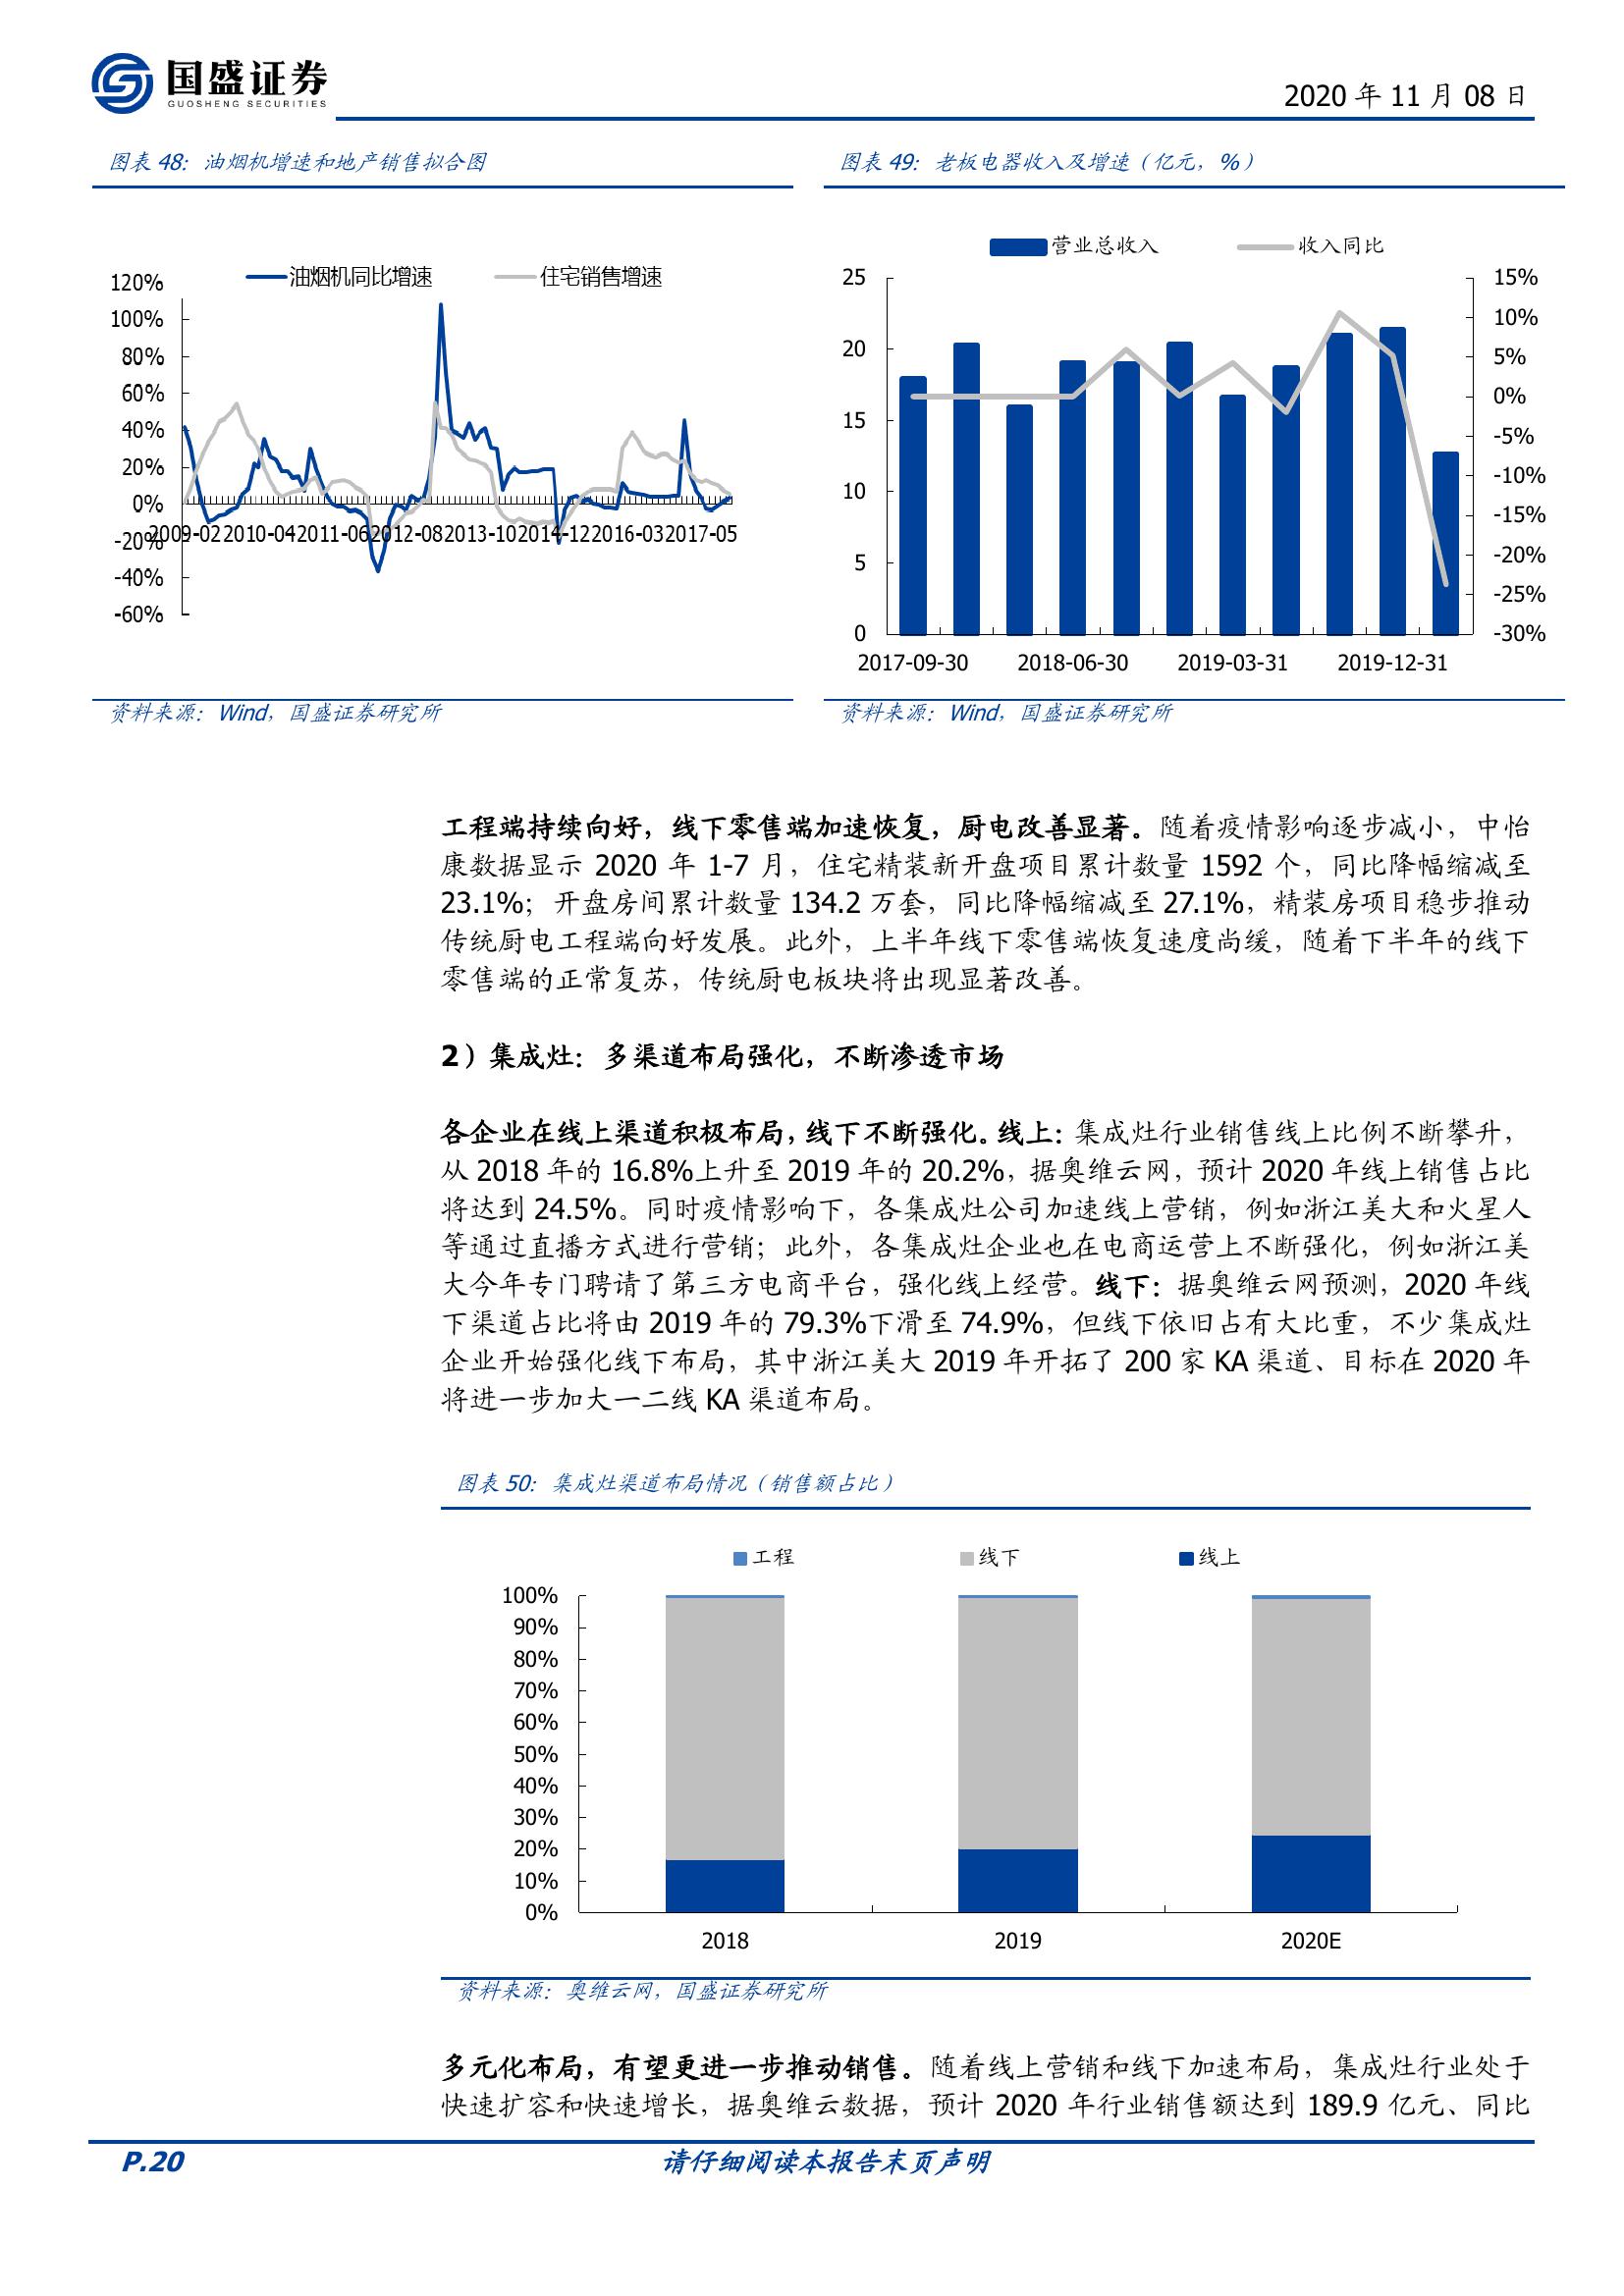 国盛证券
GUOSHENG SECURITIES
2020 年 11 月 08 日
图表 48：油烟机增速和地产销售拟合图
油烟机同比增速 住宅销售增速
120%
100%
80%
60%
40%
20%
0%
-20%
-40%
-60%
2009-02 2010-04 2011-06 2012-08 2013-10 2014-12 2016-03 2017-05
资料来源：Wind，国盛证券研究所
图表 49：老板电器收入及增速（亿元，%）
营业总收入 收入同比
25
20
15
10
5
0
15%
10%
5%
0%
-5%
-10%
-15%
-20%
-25%
-30%
2017-09-30 2018-06-30 2019-03-31 2019-12-31
资料来源：Wind，国盛证券研究所
工程端持续向好，线下零售端加速恢复，厨电改善显著。随着疫情影响逐步减小，中怡
康数据显示 2020 年 1-7 月，住宅精装新开盘项目累计数量 1592 个，同比降幅缩减至
23.1%；开盘房间累计数量 134.2 万套，同比降幅缩减至 27.1%，精装房项目稳步推动
传统厨电工程端向好发展。此外，上半年线下零售端恢复速度尚缓，随着下半年的线下
零售端的正常复苏，传统厨电板块将出现显著改善。
2）集成灶：多渠道布局强化，不断渗透市场
各企业在线上渠道积极布局，线下不断强化。线上：集成灶行业销售线上比例不断攀升，
从 2018 年的 16.8%上升至 2019 年的 20.2%，据奥维云网，预计 2020 年线上销售占比
将达到 24.5%。同时疫情影响下，各集成灶公司加速线上营销，例如浙江美大和火星人
等通过直播方式进行营销；此外，各集成灶企业也在电商运营上不断强化，例如浙江美
大今年专门聘请了第三方电商平台，强化线上经营。线下：据奥维云网预测，2020 年线
下渠道占比将由 2019 年的 79.3%下滑至 74.9%，但线下依旧占有大比重，不少集成灶
企业开始强化线下布局，其中浙江美大 2019 年开拓了 200 家 KA 渠道、目标在 2020 年
将进一步加大一二线 KA 渠道布局。
图表 50：集成灶渠道布局情况（销售额占比）
工程 线下 线上
100%
90%
80%
70%
60%
50%
40%
30%
20%
10%
0%
2018 2019 2020E
资料来源：奥维云网，国盛证券研究所
多元化布局，有望更进一步推动销售。随着线上营销和线下加速布局，集成灶行业处于
快速扩容和快速增长，据奥维云数据，预计 2020 年行业销售额达到 189.9 亿元、同比
P.20 请仔细阅读本报告末页声明